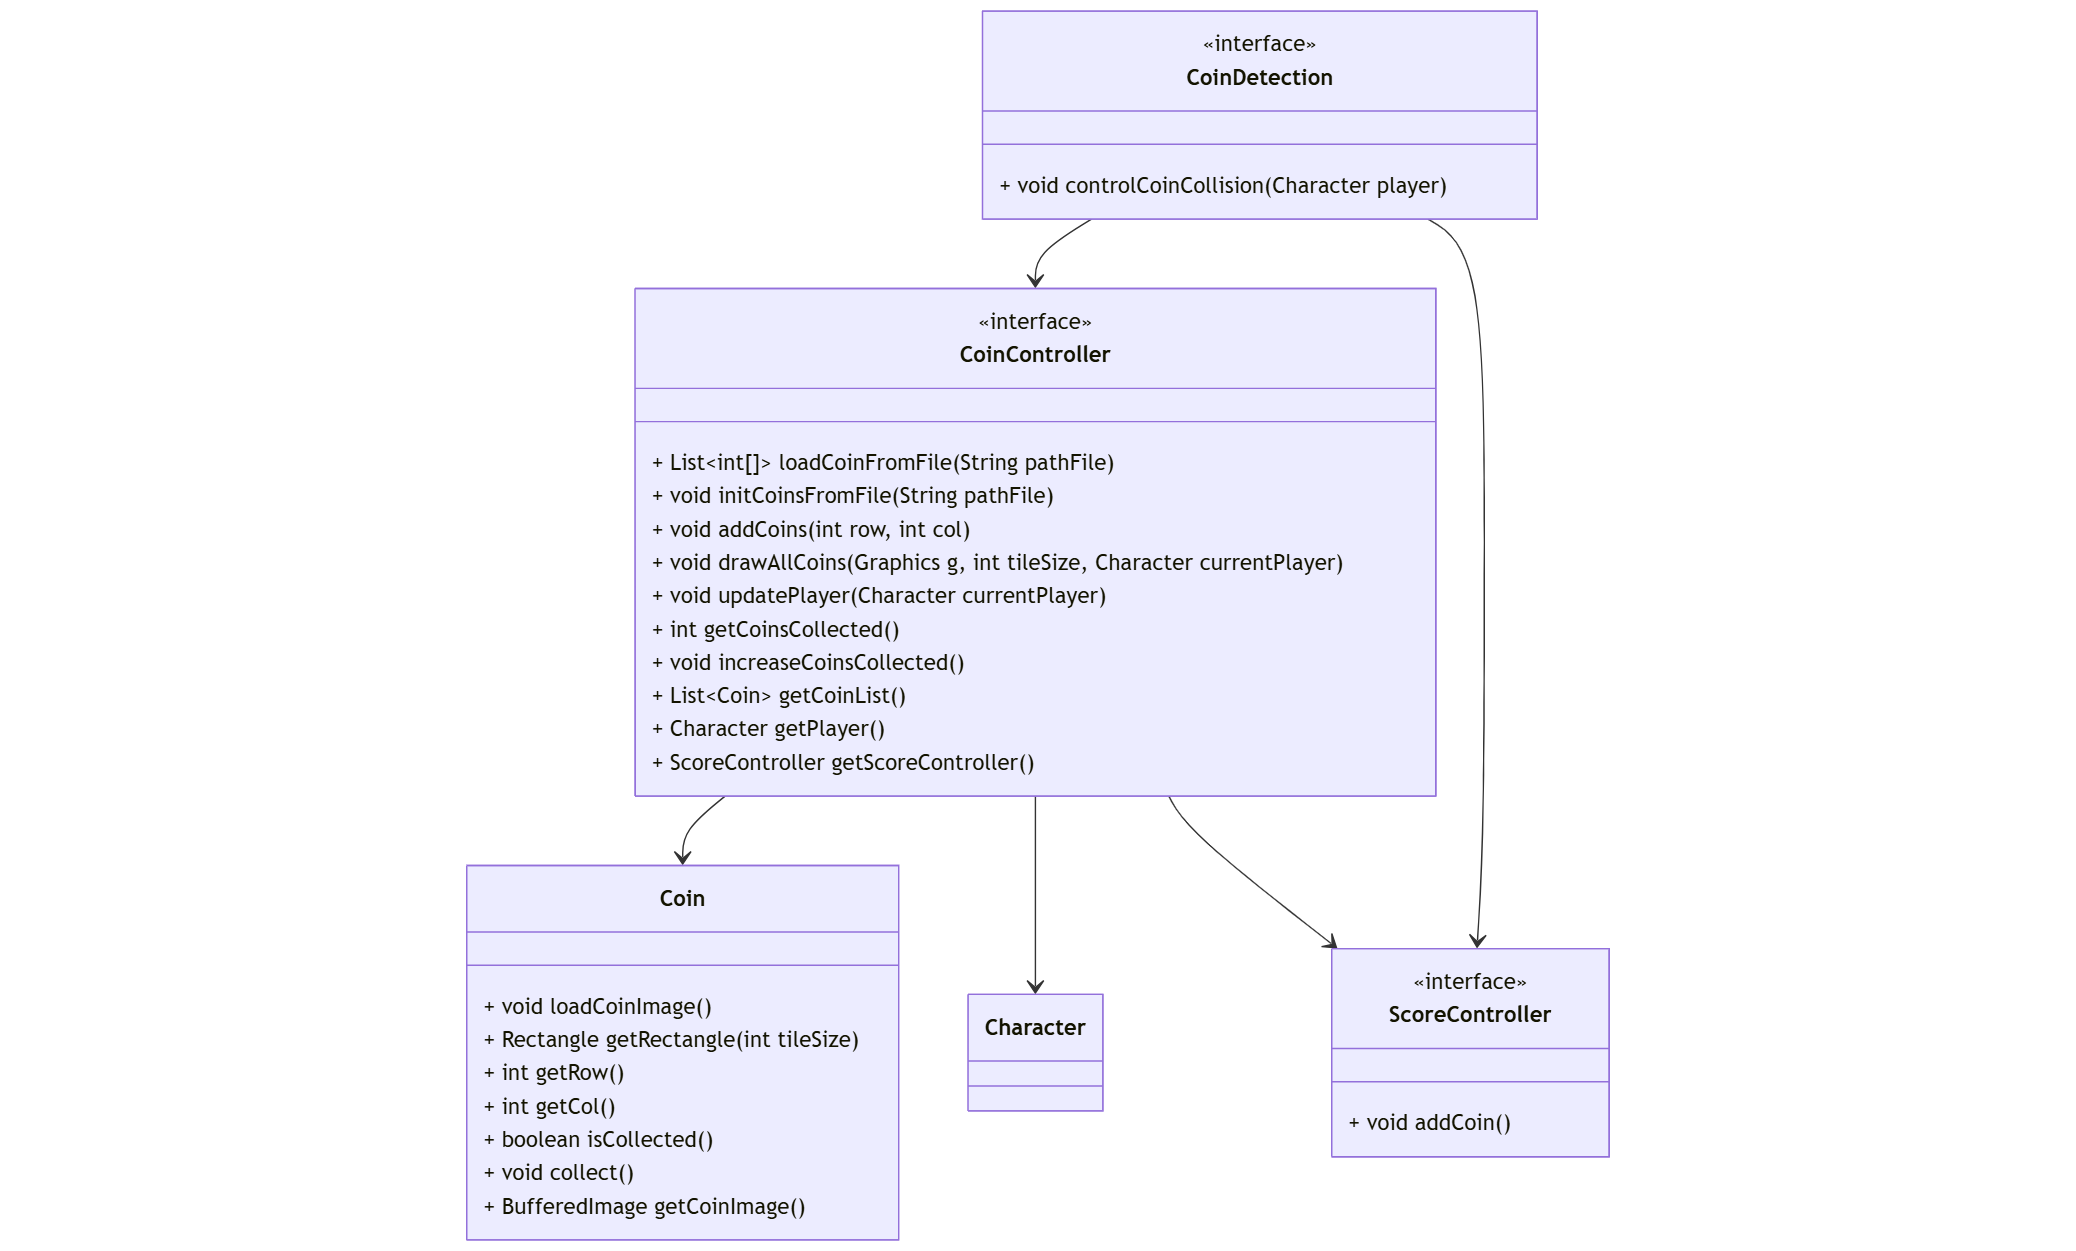 «interface»
CoinDetection
+ void controlCoinCollision(Character player)
«interface»
CoinController
+ List<int[]> loadCoinFromFile(String pathFile)
+ void initCoinsFromFile(String pathFile)
+ void addCoins(int row, int col)
+ void drawAllCoins(Graphics g, int tileSize, Character currentPlayer)
+ void updatePlayer(Character currentPlayer)
+ int getCoinsCollected()
+ void increaseCoinsCollected()
+ List<Coin> getCoinList()
+ Character getPlayer()
+ ScoreController getScoreController()
Coin
+ void loadCoinImage()
+ Rectangle getRectangle(int tileSize)
+ int getRow()
+ int getCol()
+ boolean isCollected()
+ void collect()
+ BufferedImage getCoinImage()
Character
«interface»
ScoreController
+ void addCoin()